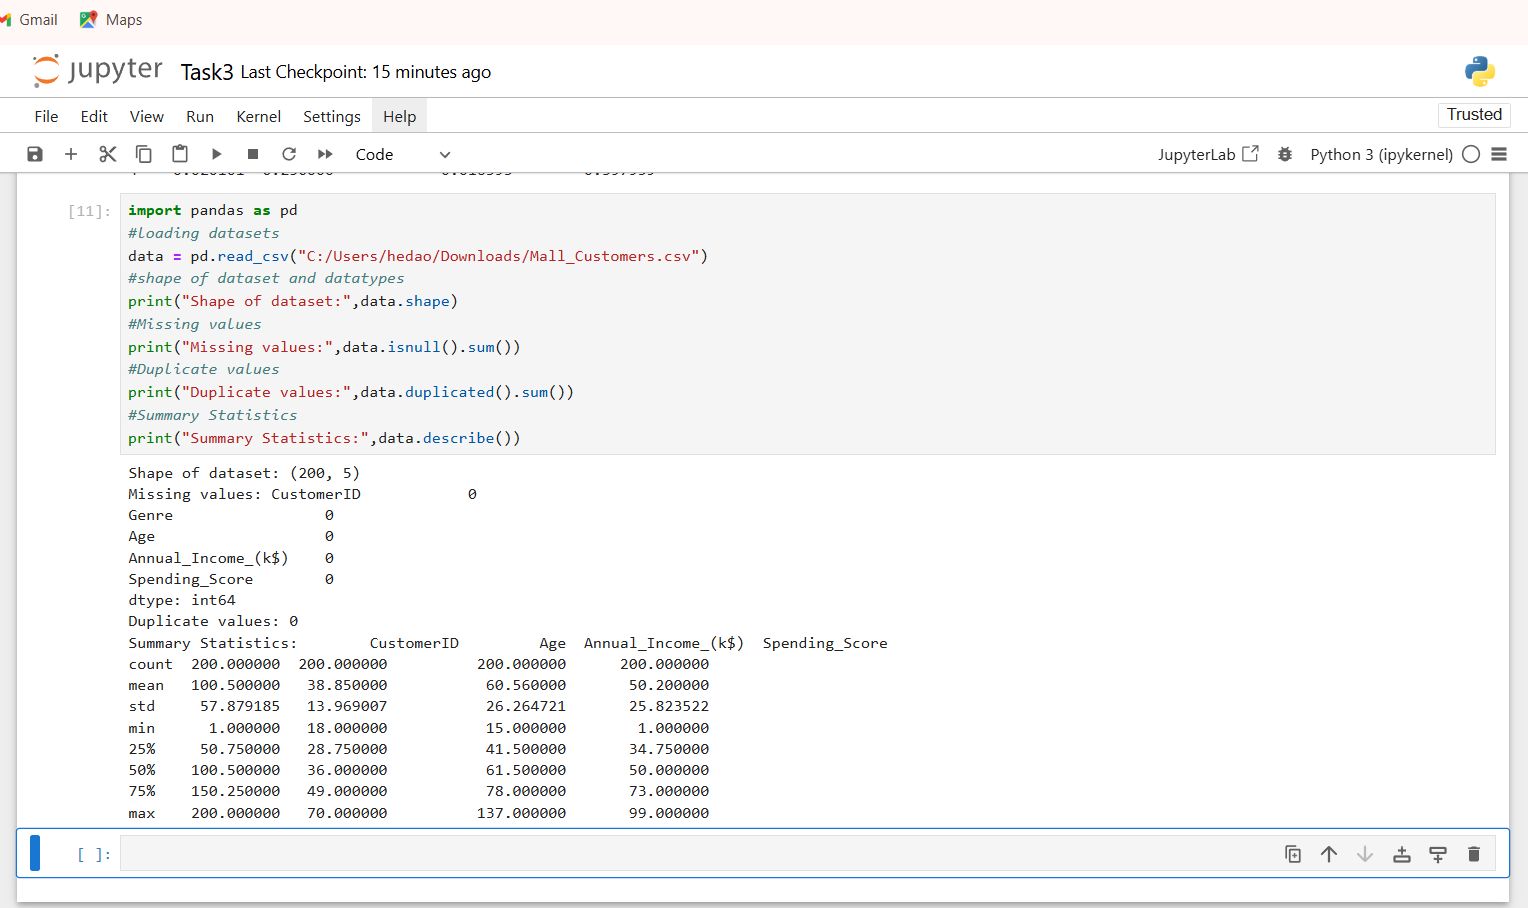 Gmail Maps
jupyter Task3 Last Checkpoint: 15 minutes ago
File Edit View Run Kernel Settings Help Trusted
Code JupyterLab Python 3 (ipykernel)
[11]: import pandas as pd
#loading datasets
data = pd.read_csv("C:/Users/hedao/Downloads/Mall_Customers.csv")
#shape of dataset and datatypes
print("Shape of dataset:",data.shape)
#Missing values
print("Missing values:",data.isnull().sum())
#Duplicate values
print("Duplicate values:",data.duplicated().sum())
#Summary Statistics
print("Summary Statistics:",data.describe())
Shape of dataset: (200, 5)
Missing values: CustomerID 0
Genre 0
Age 0
Annual_Income_(k$) 0
Spending_Score 0
dtype: int64
Duplicate values: 0
Summary Statistics: CustomerID Age Annual_Income_(k$) Spending_Score
count 200.000000 200.000000 200.000000 200.000000
mean 100.500000 38.850000 60.560000 50.200000
std 57.879185 13.969007 26.264721 25.823522
min 1.000000 18.000000 15.000000 1.000000
25% 50.750000 28.750000 41.500000 34.750000
50% 100.500000 36.000000 61.500000 50.000000
75% 150.250000 49.000000 78.000000 73.000000
max 200.000000 70.000000 137.000000 99.000000
[ ]: